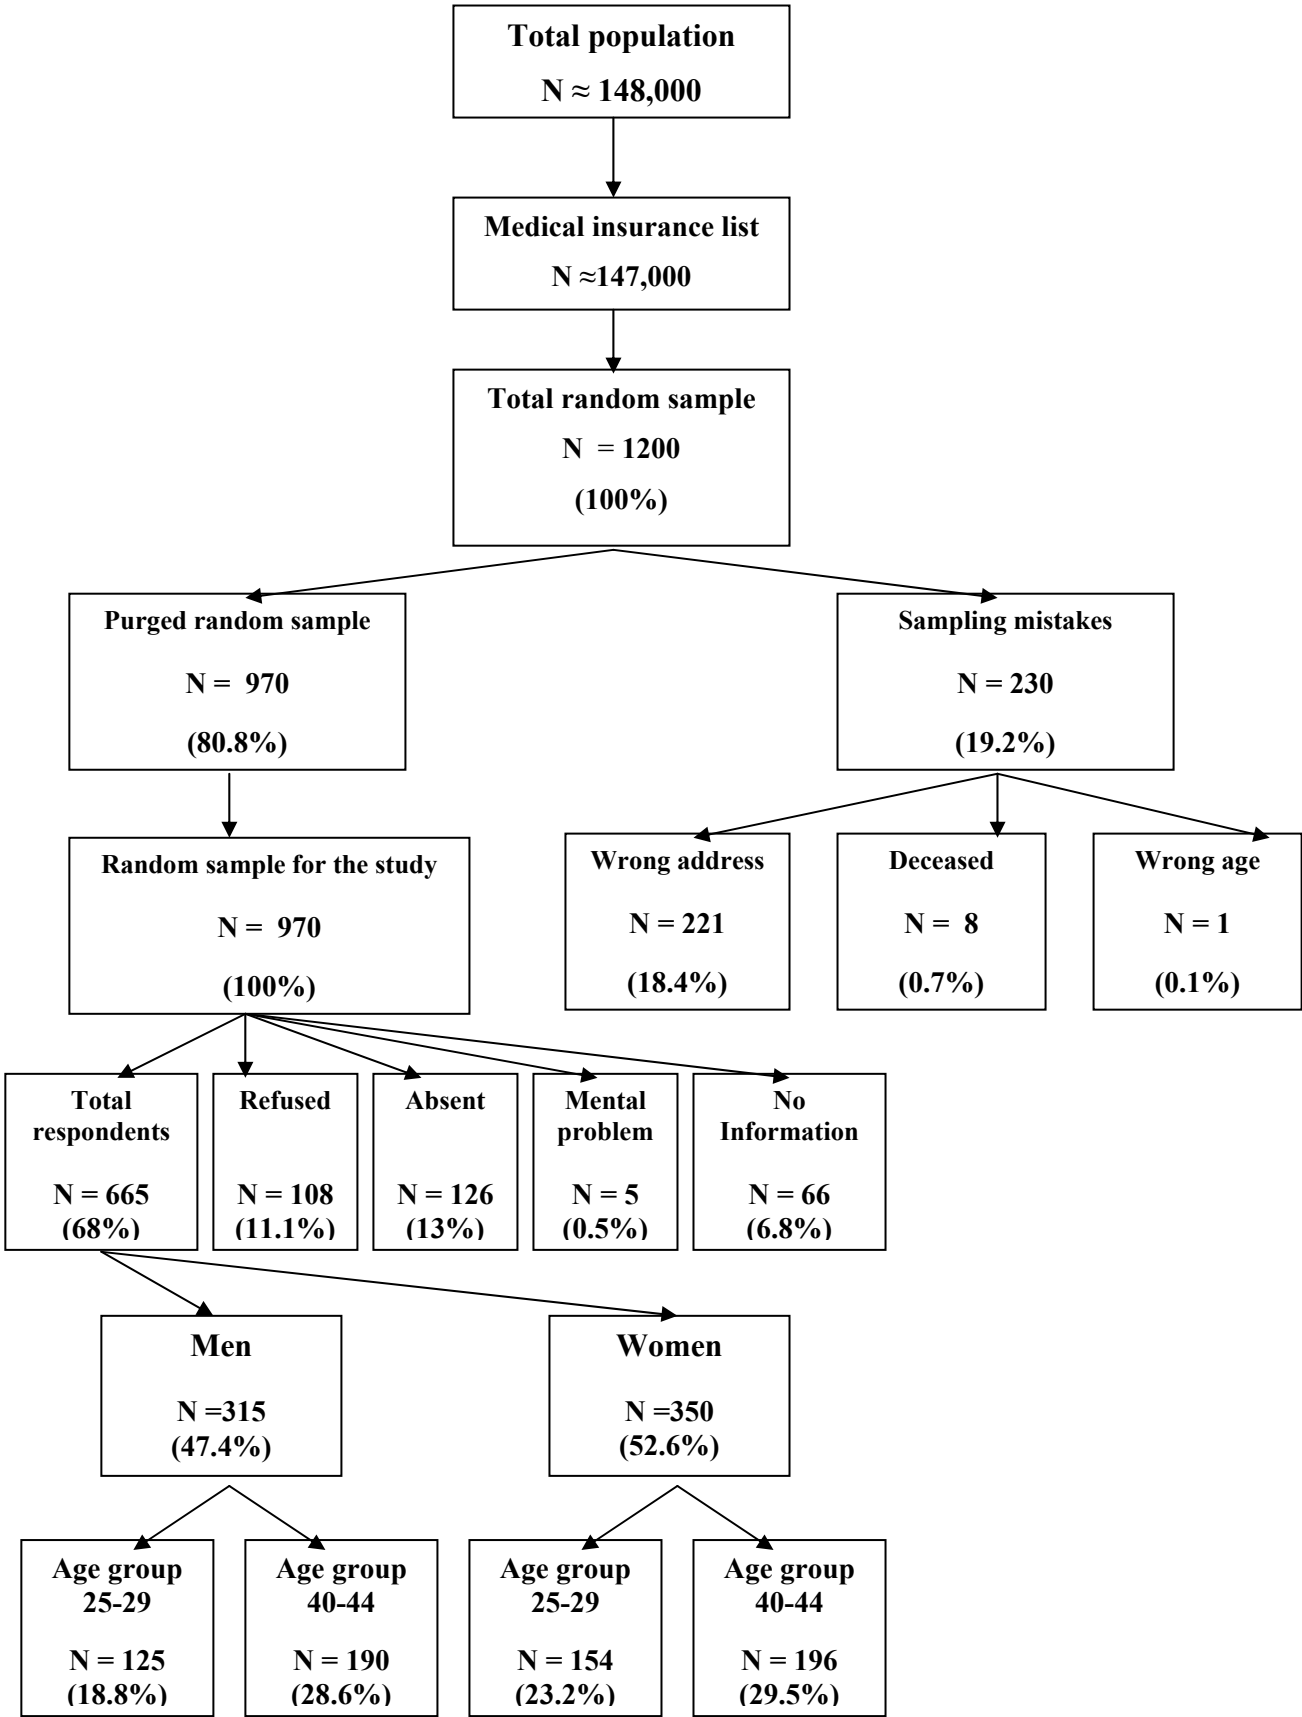 Total population
N ≈ 148,000
Medical insurance list
N ≈147,000
Total random sample
N = 1200
(100%)
Purged random sample
N = 970
(80.8%)
Sampling mistakes
N = 230
(19.2%)
Random sample for the study
N = 970
(100%)
Wrong address
N = 221
(18.4%)
Deceased
N = 8
(0.7%)
Wrong age
N = 1
(0.1%)
Total
respondents
N = 665
(68%)
Refused
N = 108
(11.1%)
Absent
N = 126
(13%)
Mental
problem
N = 5
(0.5%)
No
Information
N = 66
(6.8%)
Men
N =315
(47.4%)
Women
N =350
(52.6%)
Age group
25-29
N = 125
(18.8%)
Age group
40-44
N = 190
(28.6%)
Age group
25-29
N = 154
(23.2%)
Age group
40-44
N = 196
(29.5%)